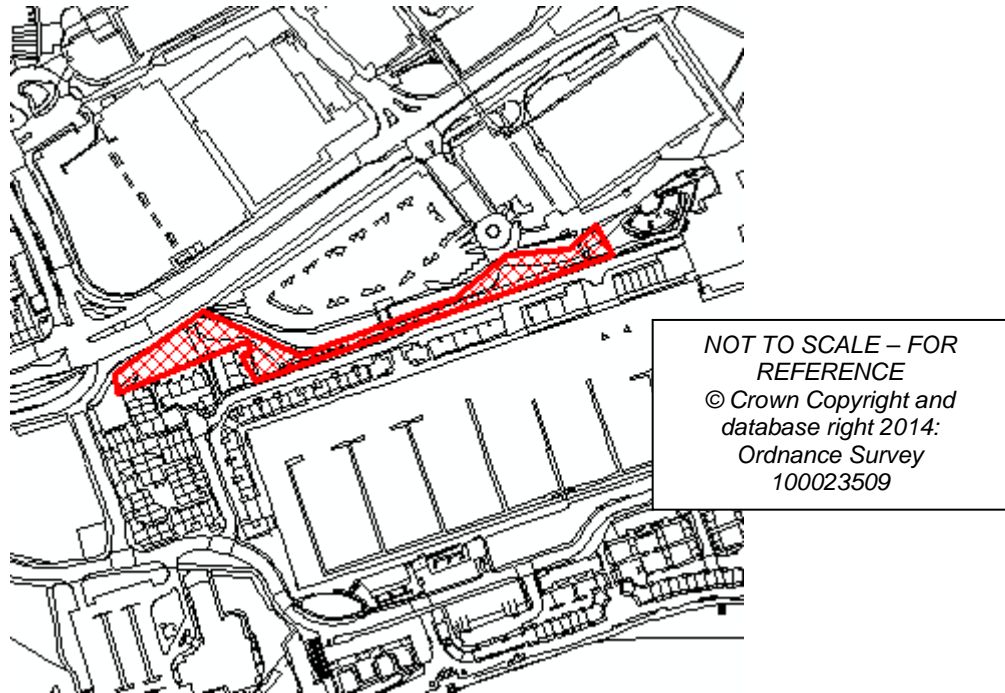 NOT TO SCALE – FOR
REFERENCE
© Crown Copyright and
database right 2014:
Ordnance Survey
100023509